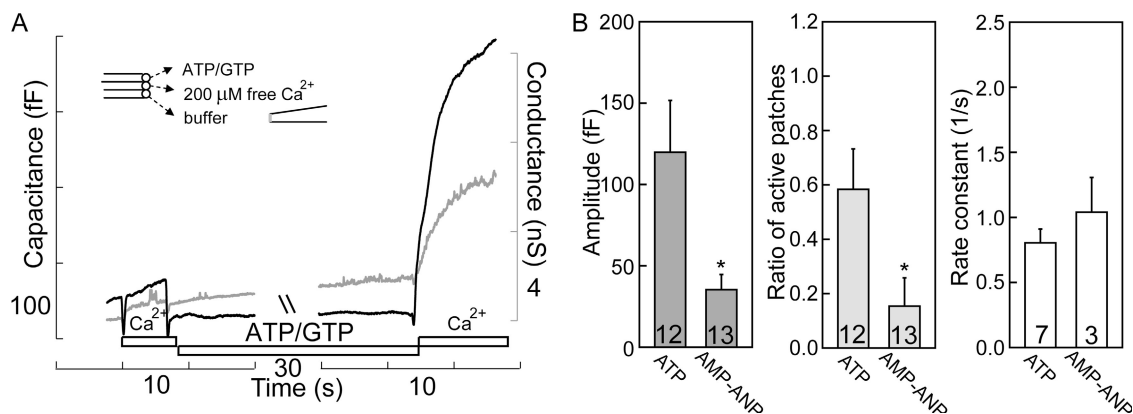 A
ATP/GTP
200 µM free Ca2+
buffer
Capacitance (fF)
Conductance (nS)
100
4
Ca2+
ATP/GTP
Ca2+
10
30
10
Time (s)
B
Amplitude (fF)
200
150
100
50
0
12
13
*
ATP
AMP-ANP
Ratio of active patches
1.2
1.0
0.8
0.6
0.4
0.2
0.0
12
13
*
ATP
AMP-ANP
Rate constant (1/s)
2.5
2.0
1.5
1.0
0.5
0.0
7
3
ATP
AMP-ANP